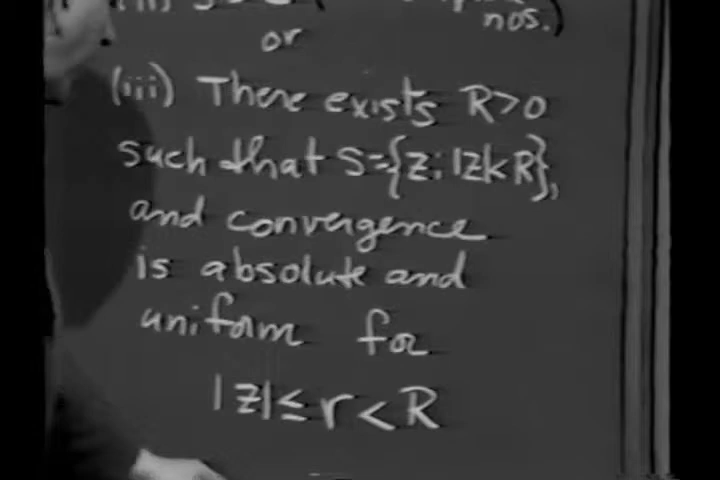 nos.)
or
(iii) There exists R>0
such that S={z: |z|<R},
and convergence
is absolute and
uniform for
|z|≤r<R